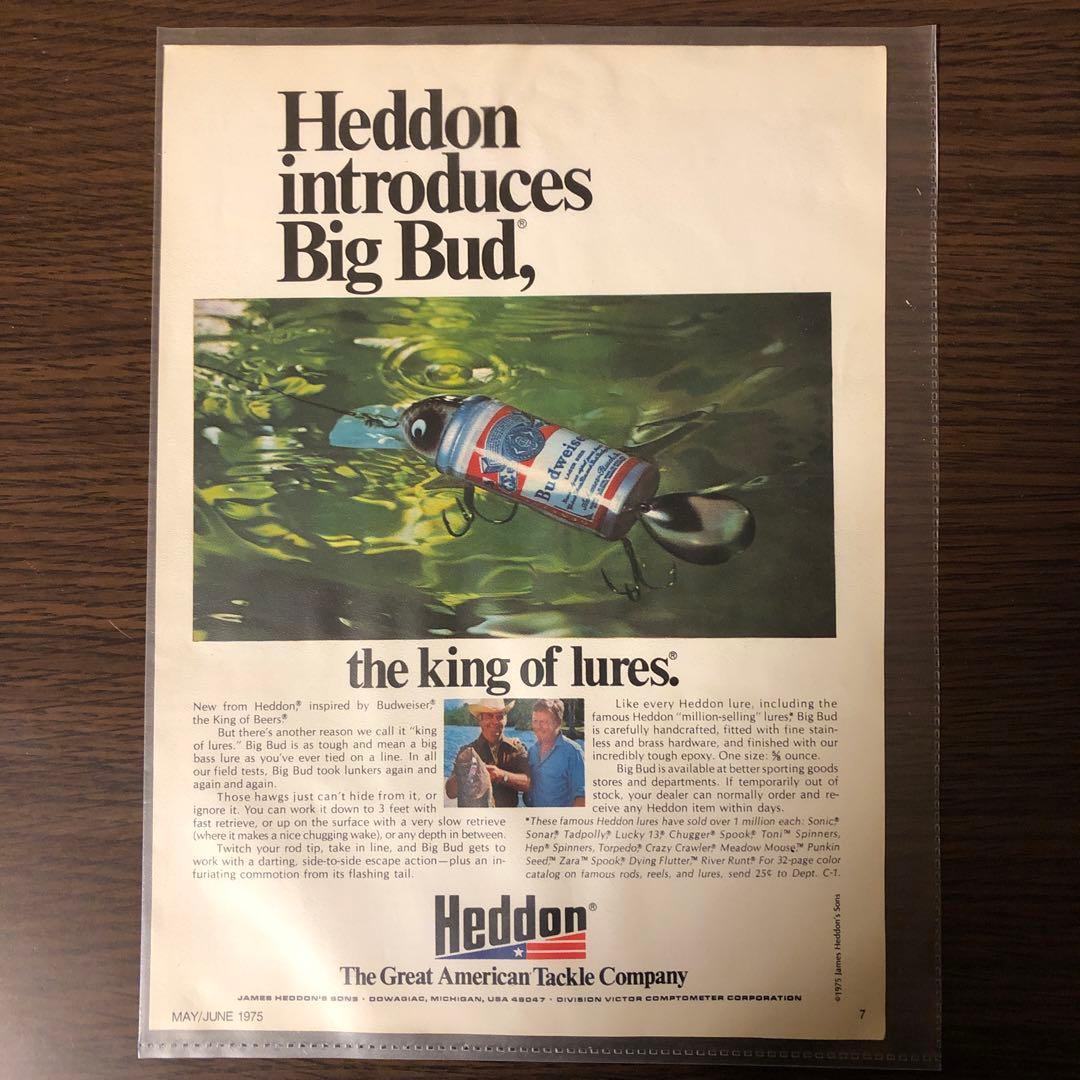 Heddon
introduces
Big Bud,®
Budweiser
LAGER BEER
the king of lures.®
New from Heddon,® inspired by Budweiser,®
the King of Beers.®
But there's another reason we call it "king
of lures." Big Bud is as tough and mean a big
bass lure as you've ever tied on a line. In all
our field tests, Big Bud took lunkers again and
again and again.
Those hawgs just can't hide from it, or
ignore it. You can work it down to 3 feet with
fast retrieve, or up on the surface with a very slow retrieve
(where it makes a nice chugging wake), or any depth in between.
Twitch your rod tip, take in line, and Big Bud gets to
work with a darting, side-to-side escape action—plus an in-
furiating commotion from its flashing tail.
Like every Heddon lure, including the
famous Heddon "million-selling" lures,* Big Bud
is carefully handcrafted, fitted with fine stain-
less and brass hardware, and finished with our
incredibly tough epoxy. One size: ⅝ ounce.
Big Bud is available at better sporting goods
stores and departments. If temporarily out of
stock, your dealer can normally order and re-
ceive any Heddon item within days.
*These famous Heddon lures have sold over 1 million each: Sonic,®
Sonar,® Tadpolly,® Lucky 13,® Chugger® Spook,® Toni™ Spinners,
Hep® Spinners, Torpedo,® Crazy Crawler,® Meadow Mouse,™ Punkin
Seed,™ Zara™ Spook,® Dying Flutter,™ River Runt.® For 32-page color
catalog on famous rods, reels, and lures, send 25¢ to Dept. C-1.
Heddon®
The Great American Tackle Company
JAMES HEDDON'S SONS · DOWAGIAC, MICHIGAN, USA 49047 · DIVISION VICTOR COMPTOMETER CORPORATION
©1975 James Heddon's Sons
MAY/JUNE 1975
7